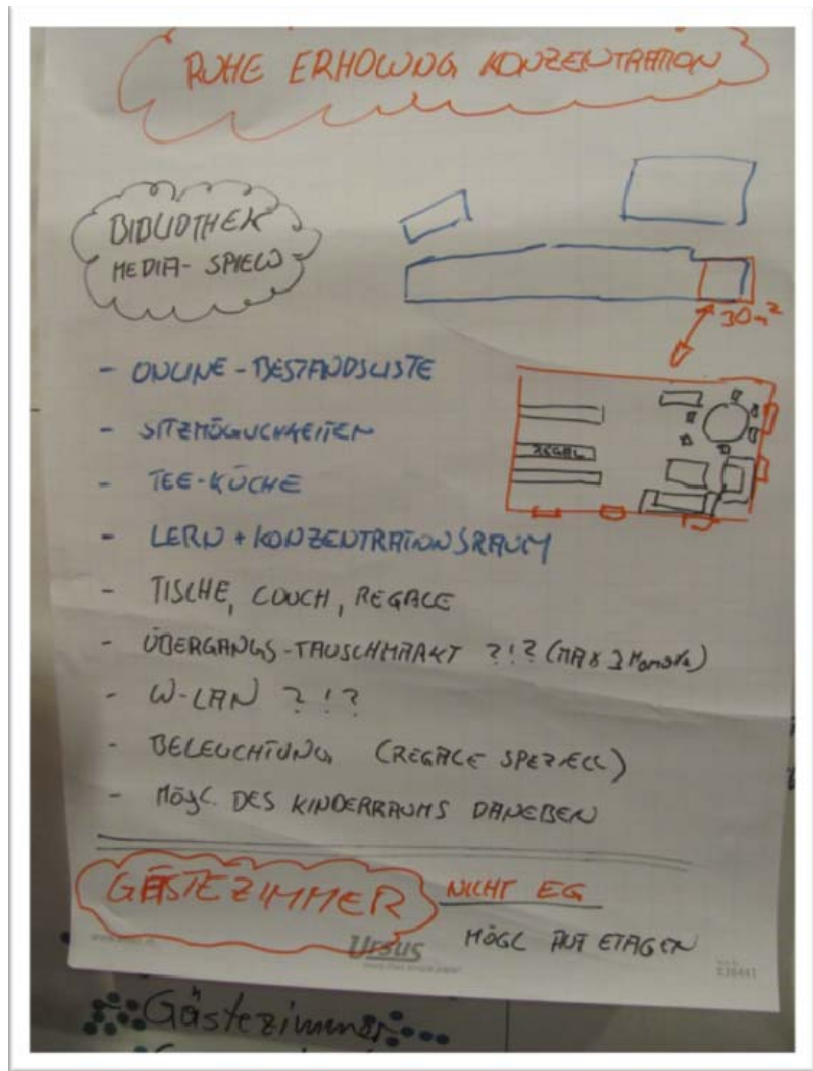 RUHE ERHOLUNG KONZENTRATION
BIBLIOTHEK
MEDIA- SPIELE
30m²
- ONLINE-BESTANDSLISTE
REGAL
- SITZMÖGLICHKEITEN
- TEE-KÜCHE
- LERN + KONZENTRATIONSRAUM
- TISCHE, COUCH, REGALE
- ÜBERGANGS-TAUSCHMARKT ?!? (MAX 3 Monate)
- W-LAN ?!?
- BELEUCHTUNG (REGALE SPEZIELL)
- MÖGL. DES KINDERRAUMS DANEBEN
GÄSTEZIMMER NICHT EG
MÖGL AUF ETAGEN
Ursus
Gästezimmer